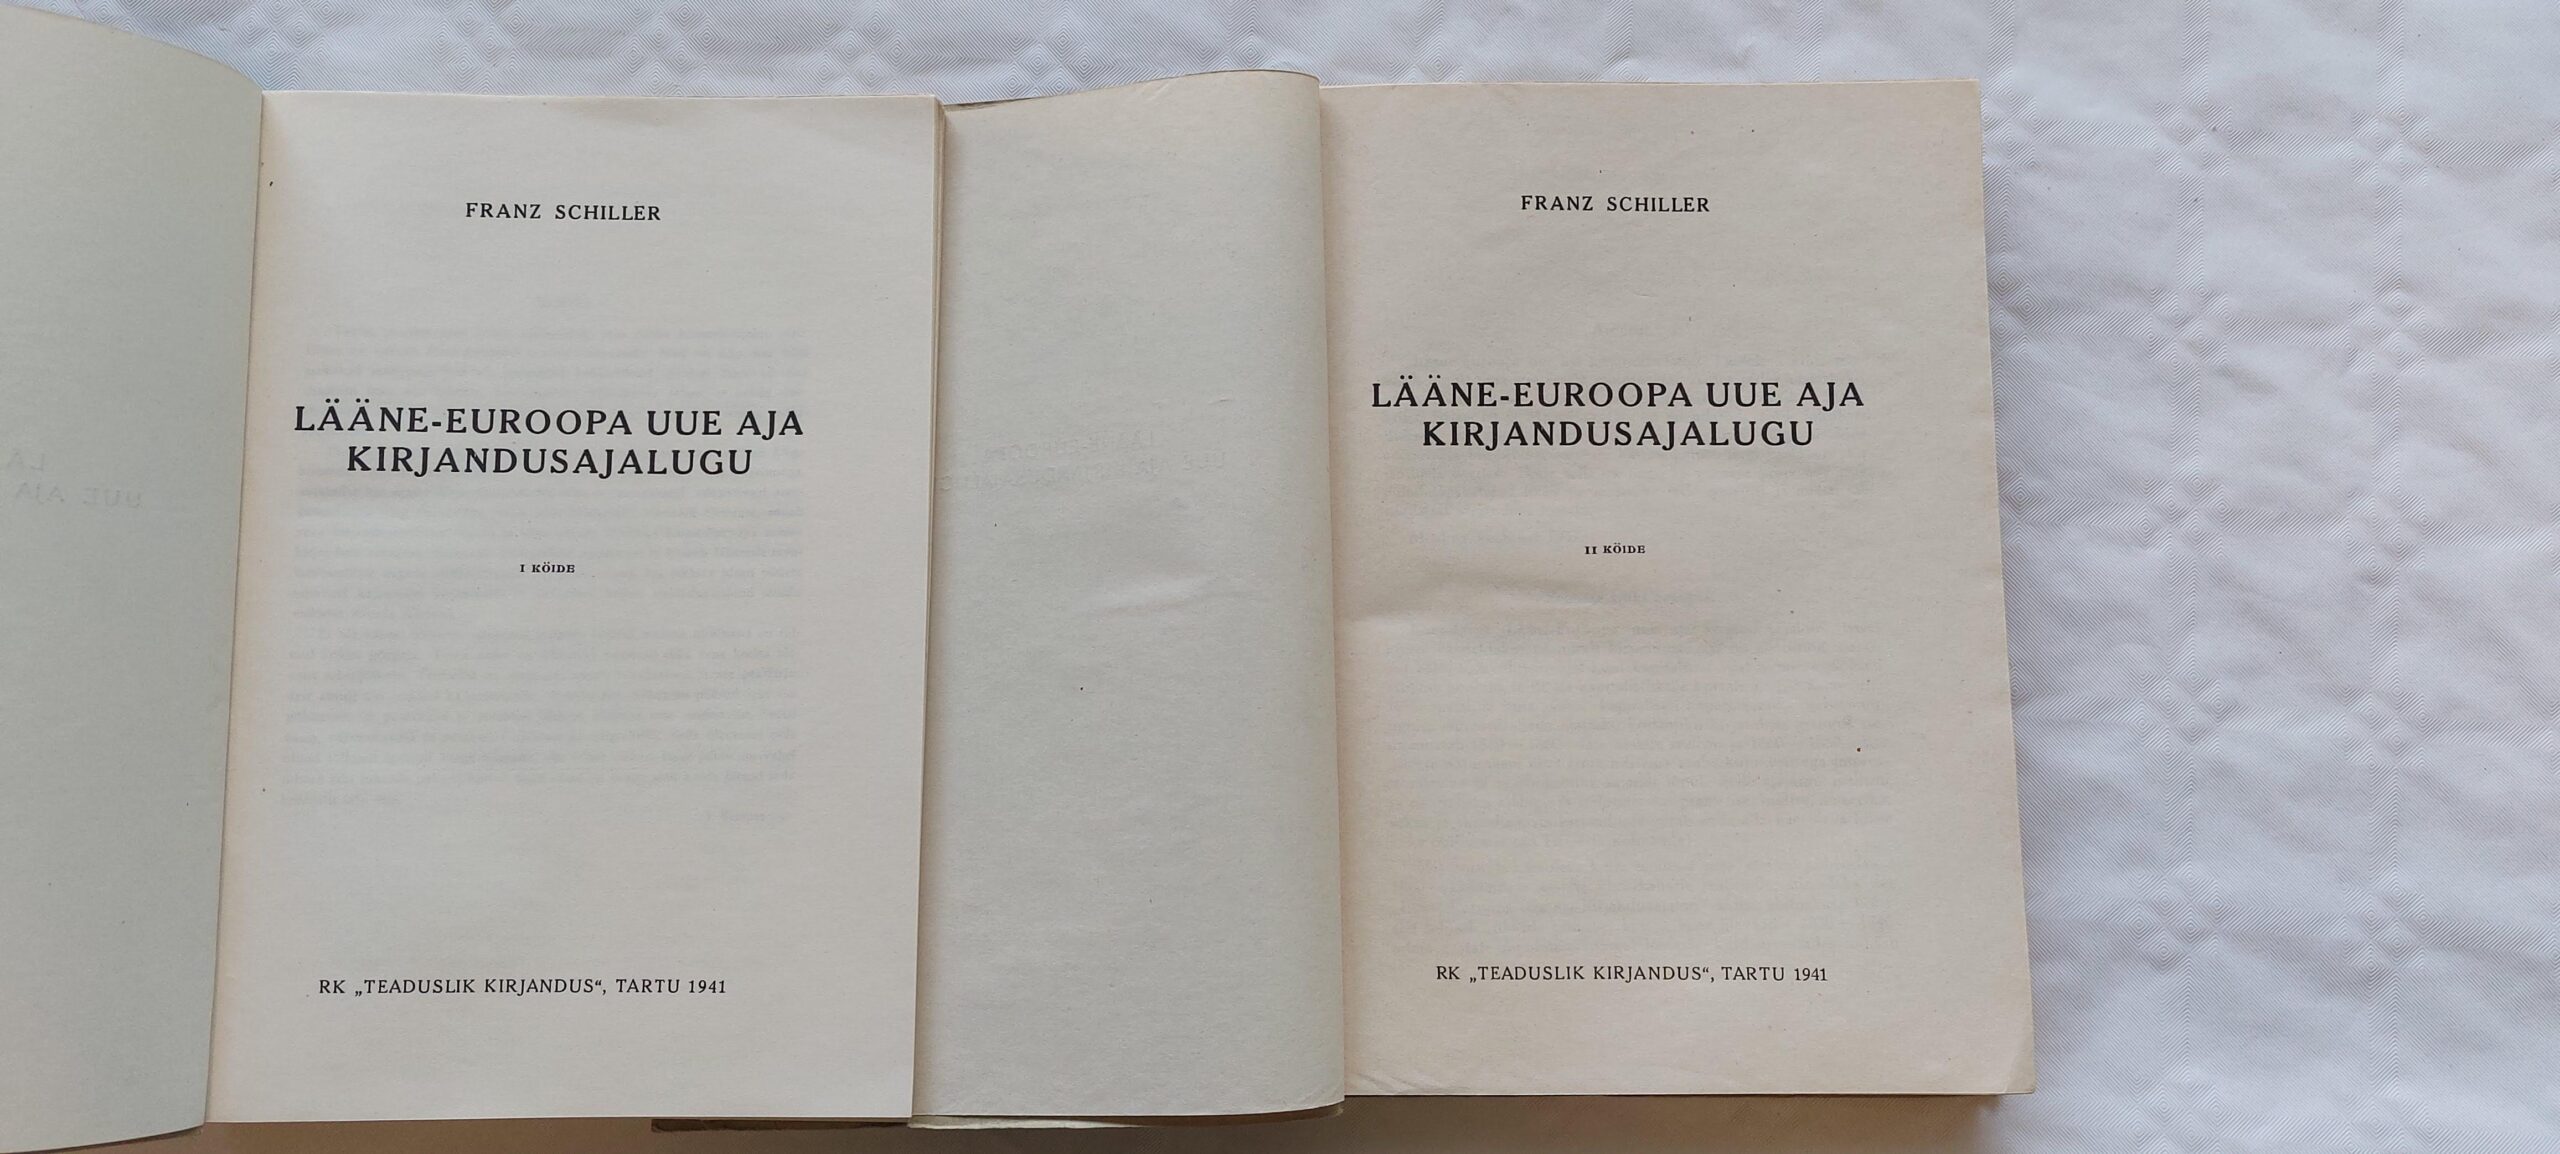 FRANZ SCHILLER
LÄÄNE-EUROOPA UUE AJA
KIRJANDUSAJALUGU
I KÖIDE
RK „TEADUSLIK KIRJANDUS“, TARTU 1941
FRANZ SCHILLER
LÄÄNE-EUROOPA UUE AJA
KIRJANDUSAJALUGU
II KÖIDE
RK „TEADUSLIK KIRJANDUS“, TARTU 1941